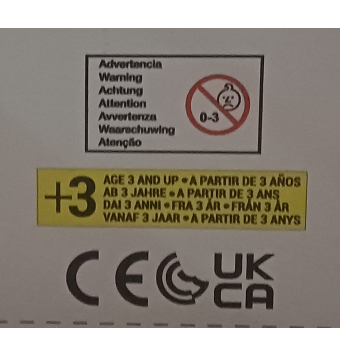 Advertencia
Warning
Achtung
Attention
Avvertenza
Waarschuwing
Atenção
0-3
+3
AGE 3 AND UP • A PARTIR DE 3 AÑOS
AB 3 JAHRE • A PARTIR DE 3 ANS
DAI 3 ANNI • FRA 3 ÅR • FRÅN 3 ÅR
VANAF 3 JAAR • A PARTIR DE 3 ANYS
CE UK
CA